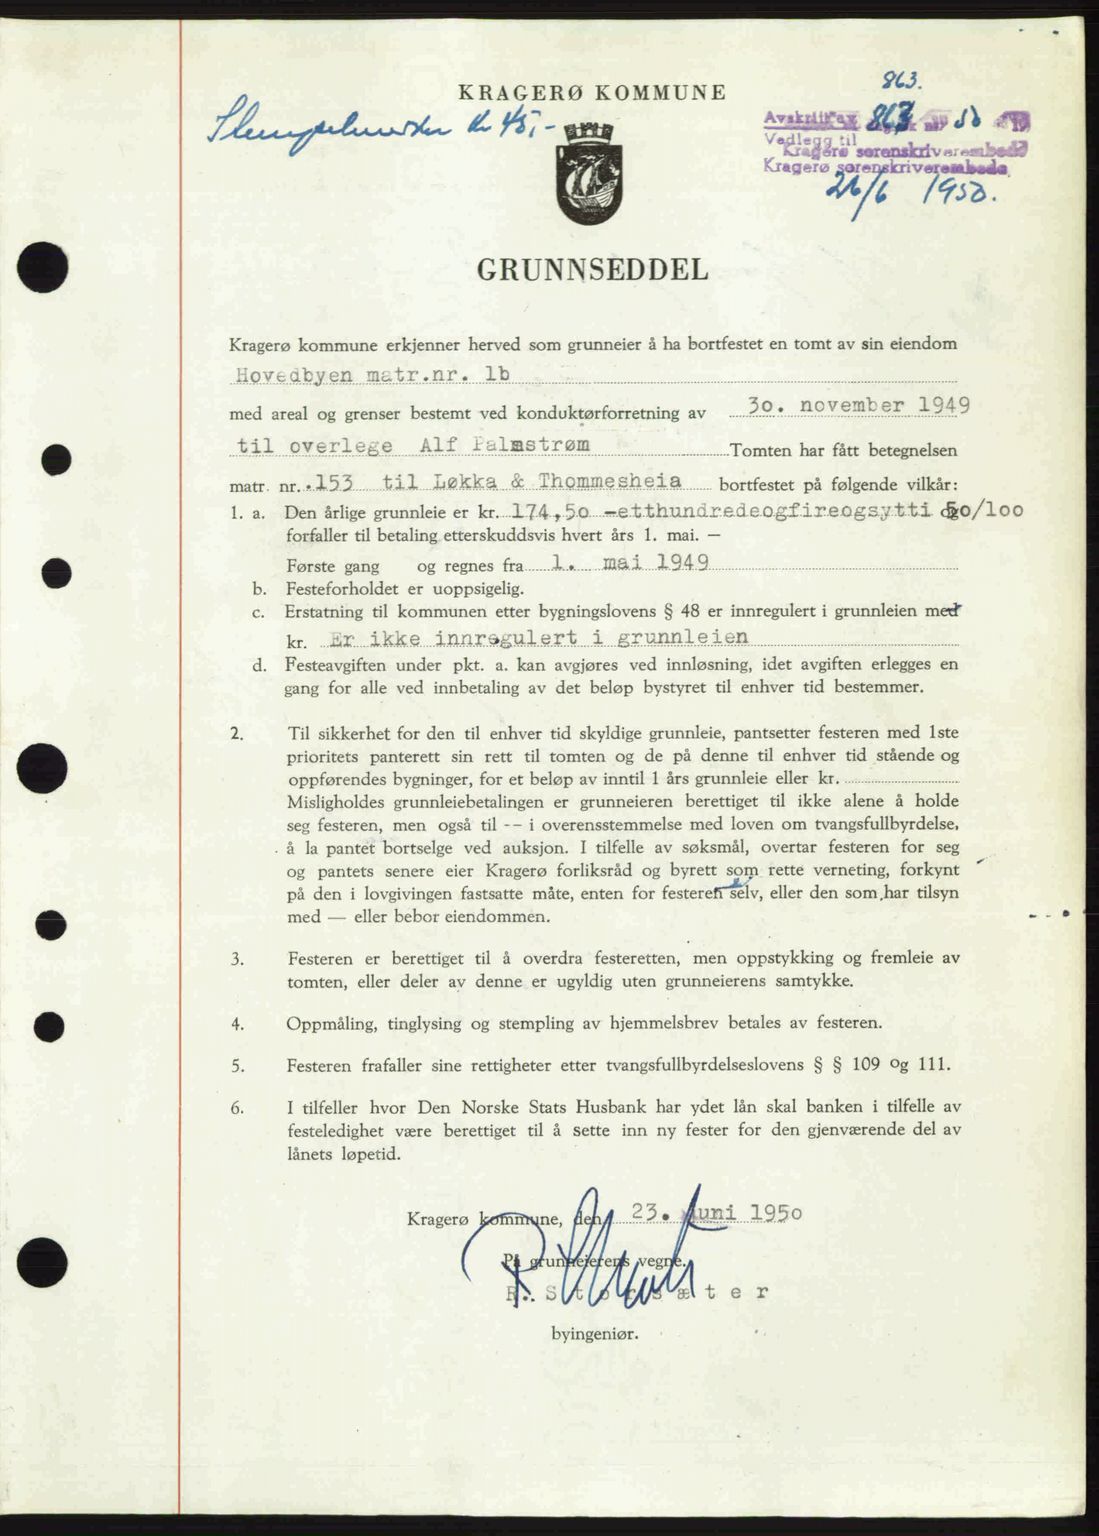 863.
KRAGERØ KOMMUNE
kr 45,-
Avskrift av 863 50
Vedlegg til
Kragerø sorenskriverembede
Kragerø sorenskriverembede
26/6 1950.
GRUNNSEDDEL
Kragerø kommune erkjenner herved som grunneier å ha bortfestet en tomt av sin eiendom
Hovedbyen matr.nr. 1b
med areal og grenser bestemt ved konduktørforretning av 30. november 1949
til overlege Alf Palmstrøm Tomten har fått betegnelsen
matr. nr. 153 til Løkka & Thommesheia bortfestet på følgende vilkår:
1. a. Den årlige grunnleie er kr. 174,50 -etthundredeogfireogsytti og 50/100
forfaller til betaling etterskuddsvis hvert års 1. mai. —
Første gang og regnes fra 1. mai 1949
b. Festeforholdet er uoppsigelig.
c. Erstatning til kommunen etter bygningslovens § 48 er innregulert i grunnleien med
kr. Er ikke innregulert i grunnleien
d. Festeavgiften under pkt. a. kan avgjøres ved innløsning, idet avgiften erlegges en
gang for alle ved innbetaling av det beløp bystyret til enhver tid bestemmer.
2. Til sikkerhet for den til enhver tid skyldige grunnleie, pantsetter festeren med 1ste
prioritets panterett sin rett til tomten og de på denne til enhver tid stående og
oppførendes bygninger, for et beløp av inntil 1 års grunnleie eller kr.
Misligholdes grunnleiebetalingen er grunneieren berettiget til ikke alene å holde
seg festeren, men også til -- i overensstemmelse med loven om tvangsfullbyrdelse,
å la pantet bortselge ved auksjon. I tilfelle av søksmål, overtar festeren for seg
og pantets senere eier Kragerø forliksråd og byrett som rette verneting, forkynt
på den i lovgivingen fastsatte måte, enten for festeren selv, eller den som har tilsyn
med — eller bebor eiendommen.
3. Festeren er berettiget til å overdra festeretten, men oppstykking og fremleie av
tomten, eller deler av denne er ugyldig uten grunneierens samtykke.
4. Oppmåling, tinglysing og stempling av hjemmelsbrev betales av festeren.
5. Festeren frafaller sine rettigheter etter tvangsfullbyrdelseslovens § § 109 og 111.
6. I tilfeller hvor Den Norske Stats Husbank har ydet lån skal banken i tilfelle av
festeledighet være berettiget til å sette inn ny fester for den gjenværende del av
lånets løpetid.
Kragerø kommune, den 23. juni 1950
På grunneierens vegne.
R. Storsæter
byingeniør.